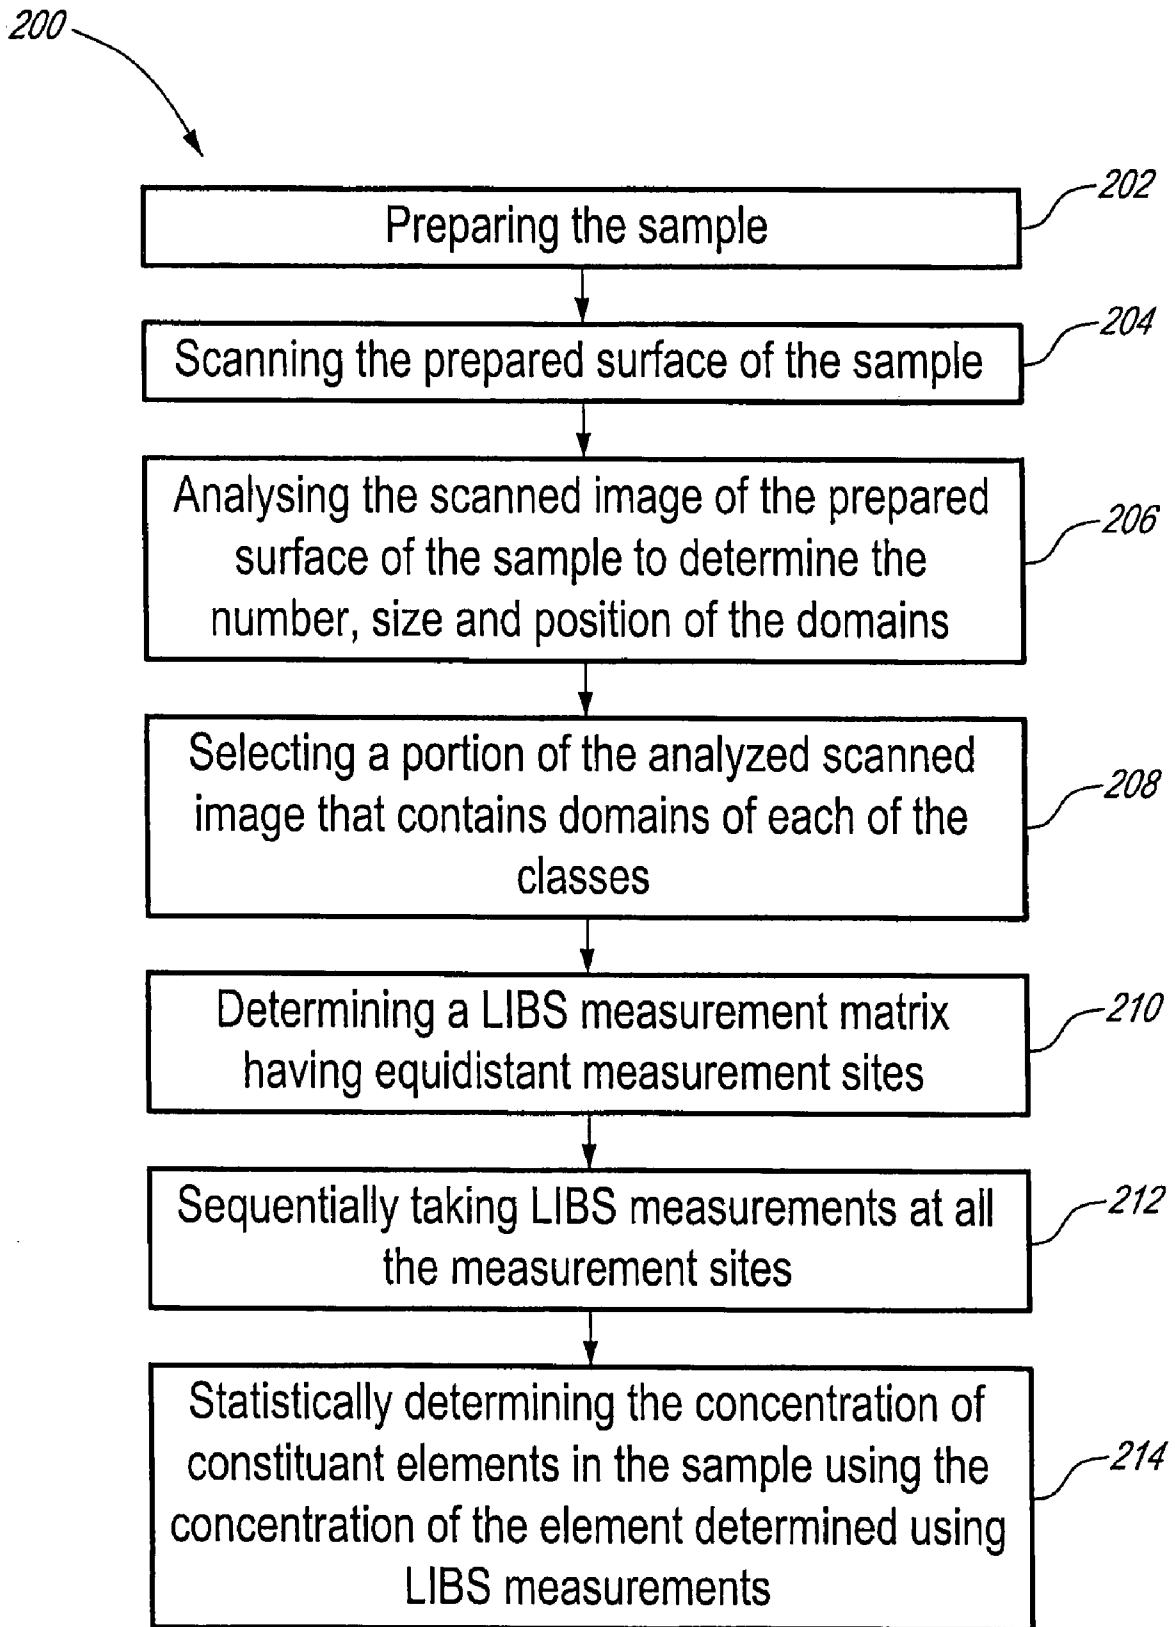 200
202
Preparing the sample
204
Scanning the prepared surface of the sample
206
Analysing the scanned image of the prepared
surface of the sample to determine the
number, size and position of the domains
208
Selecting a portion of the analyzed scanned
image that contains domains of each of the
classes
210
Determining a LIBS measurement matrix
having equidistant measurement sites
212
Sequentially taking LIBS measurements at all
the measurement sites
214
Statistically determining the concentration of
constituant elements in the sample using the
concentration of the element determined using
LIBS measurements